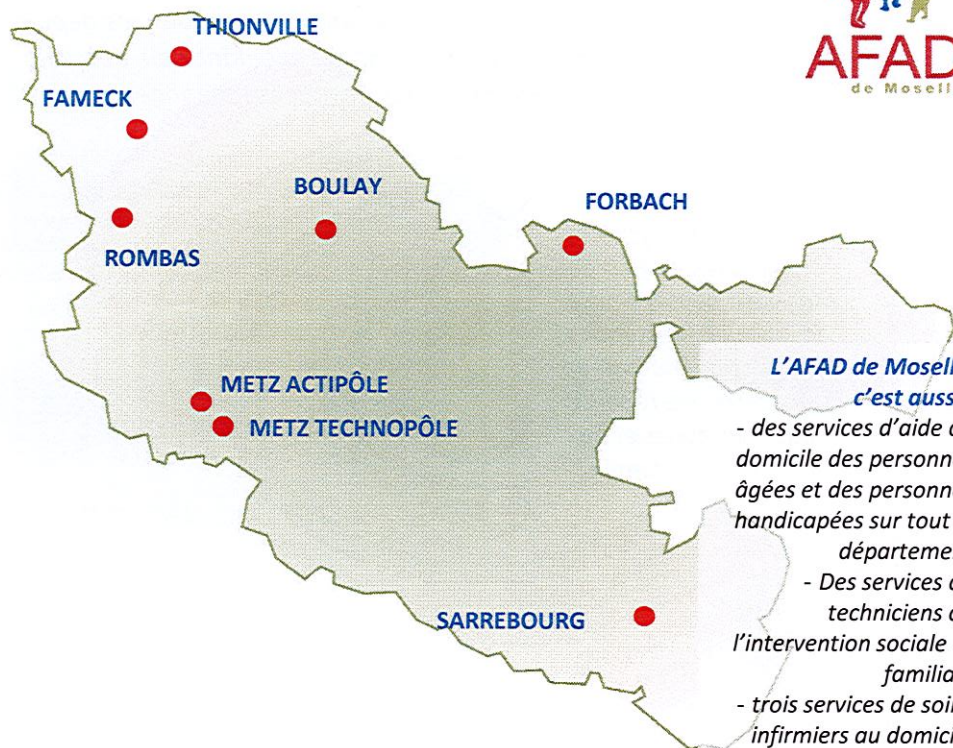 THIONVILLE
AFAD
de Mosell
FAMECK
BOULAY
FORBACH
ROMBAS
METZ ACTIPÔLE
METZ TECHNOPÔLE
L'AFAD de Mosell
c'est auss
- des services d'aide
domicile des personn
âgées et des personn
handicapées sur tout
départeme
- Des services
techniciens
l'intervention sociale
familia
SARREBOURG
- trois services de soi
infirmiers au domici